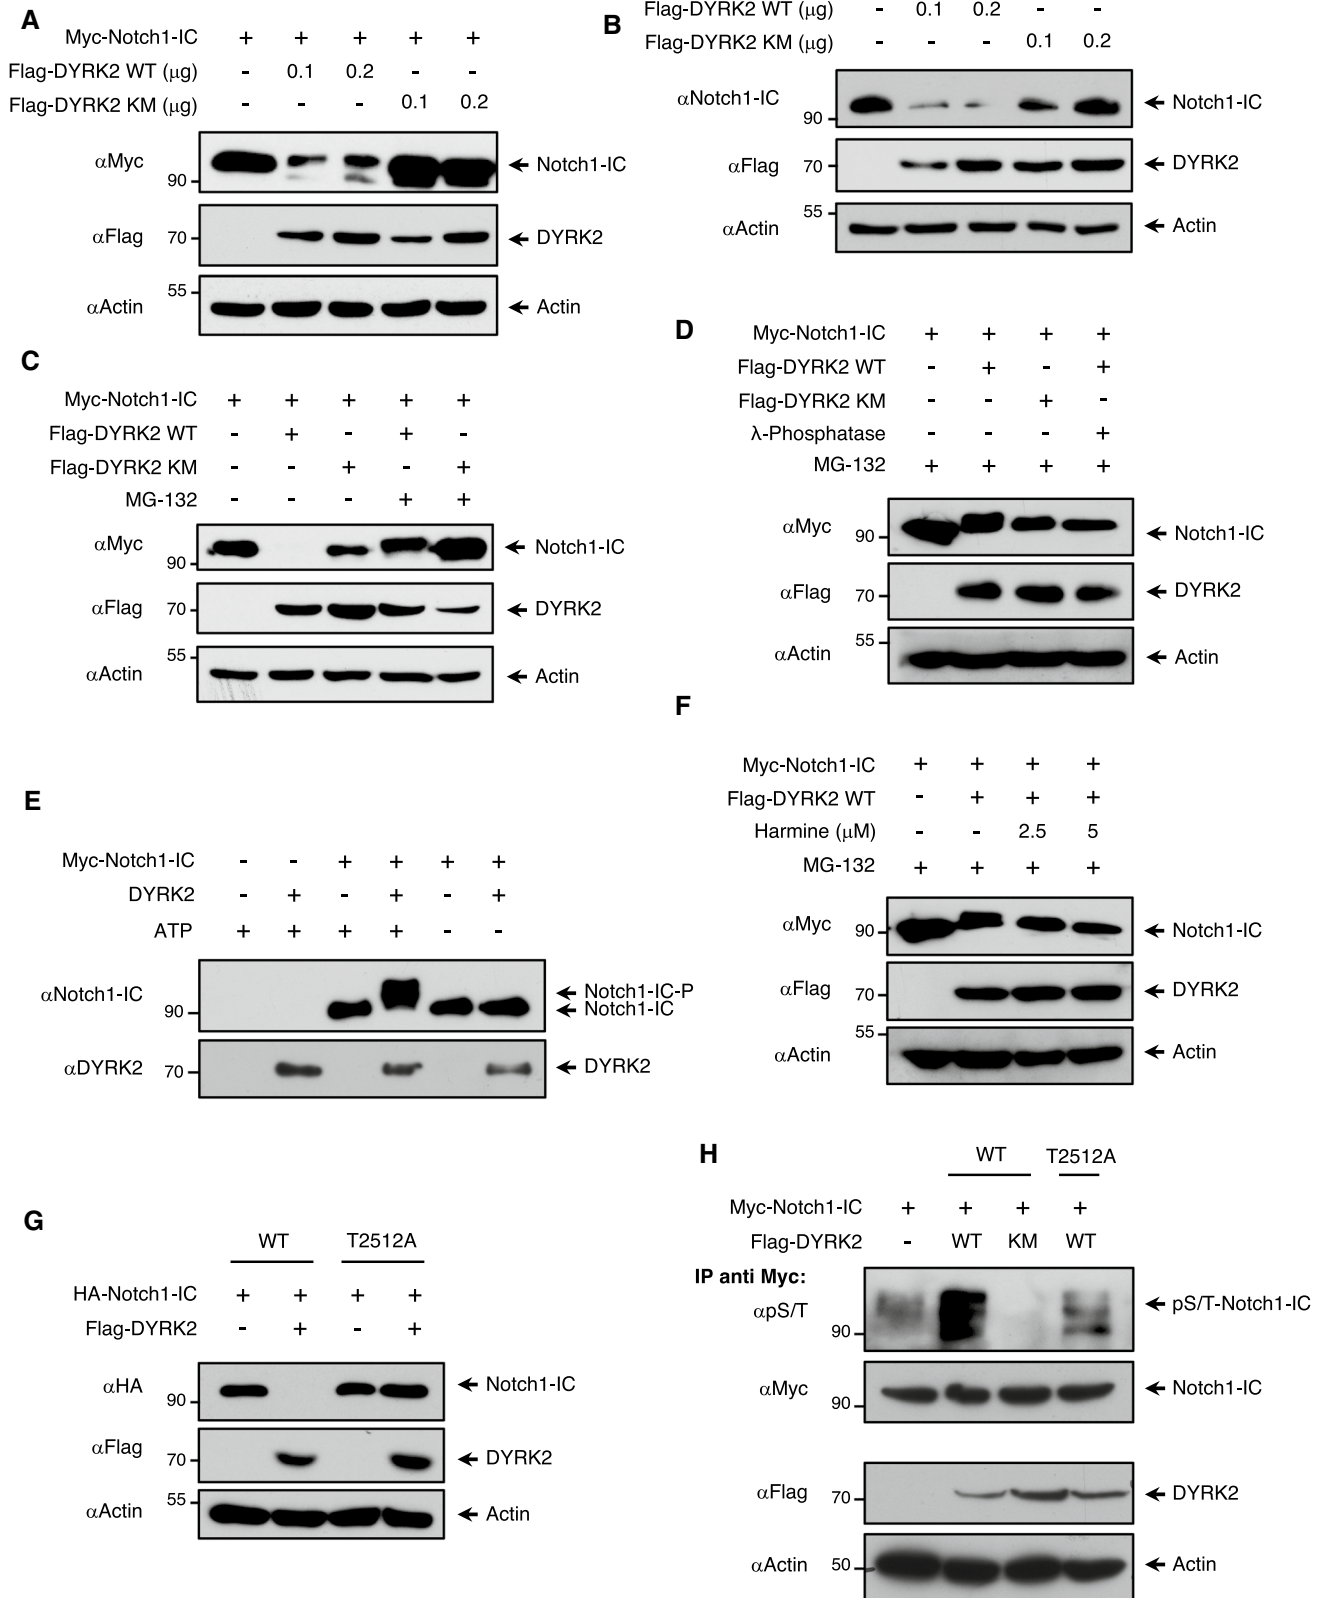 A
Myc-Notch1-IC + + + + +
Flag-DYRK2 WT (μg) - 0.1 0.2 - -
Flag-DYRK2 KM (μg) - - - 0.1 0.2
αMyc 90 Notch1-IC
αFlag 70 DYRK2
αActin 55 Actin
B
Flag-DYRK2 WT (μg) - 0.1 0.2 - -
Flag-DYRK2 KM (μg) - - - 0.1 0.2
αNotch1-IC 90 Notch1-IC
αFlag 70 DYRK2
αActin 55 Actin
C
Myc-Notch1-IC + + + + +
Flag-DYRK2 WT - + - + -
Flag-DYRK2 KM - - + - +
MG-132 - - - + +
αMyc 90 Notch1-IC
αFlag 70 DYRK2
αActin 55 Actin
D
Myc-Notch1-IC + + + +
Flag-DYRK2 WT - + - +
Flag-DYRK2 KM - - + -
λ-Phosphatase - - - +
MG-132 + + + +
αMyc 90 Notch1-IC
αFlag 70 DYRK2
αActin 55 Actin
E
Myc-Notch1-IC - - + + + +
DYRK2 - + - + - +
ATP + + + + - -
αNotch1-IC 90 Notch1-IC-P
Notch1-IC
αDYRK2 70 DYRK2
F
Myc-Notch1-IC + + + +
Flag-DYRK2 WT - + + +
Harmine (μM) - - 2.5 5
MG-132 + + + +
αMyc 90 Notch1-IC
αFlag 70 DYRK2
αActin 55 Actin
G
WT T2512A
HA-Notch1-IC + + + +
Flag-DYRK2 - + - +
αHA 90 Notch1-IC
αFlag 70 DYRK2
αActin 55 Actin
H
WT T2512A
Myc-Notch1-IC + + + +
Flag-DYRK2 - WT KM WT
IP anti Myc:
αpS/T 90 pS/T-Notch1-IC
αMyc 90 Notch1-IC
αFlag 70 DYRK2
αActin 50 Actin